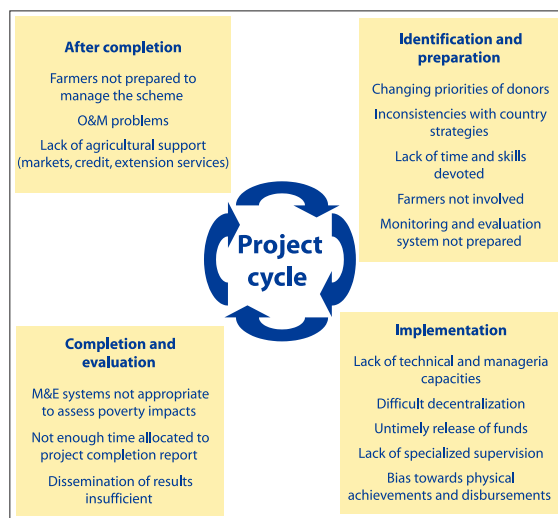 After completion
Farmers not prepared to
manage the scheme
O&M problems
Lack of agricultural support
(markets, credit, extension services)
Identification and
preparation
Changing priorities of donors
Inconsistencies with country
strategies
Lack of time and skills
devoted
Farmers not involved
Monitoring and evaluation
system not prepared
Project
cycle
Completion and
evaluation
M&E systems not appropriate
to assess poverty impacts
Not enough time allocated to
project completion report
Dissemination of results
insufficient
Implementation
Lack of technical and manageria
capacities
Difficult decentralization
Untimely release of funds
Lack of specialized supervision
Bias towards physical
achievements and disbursements